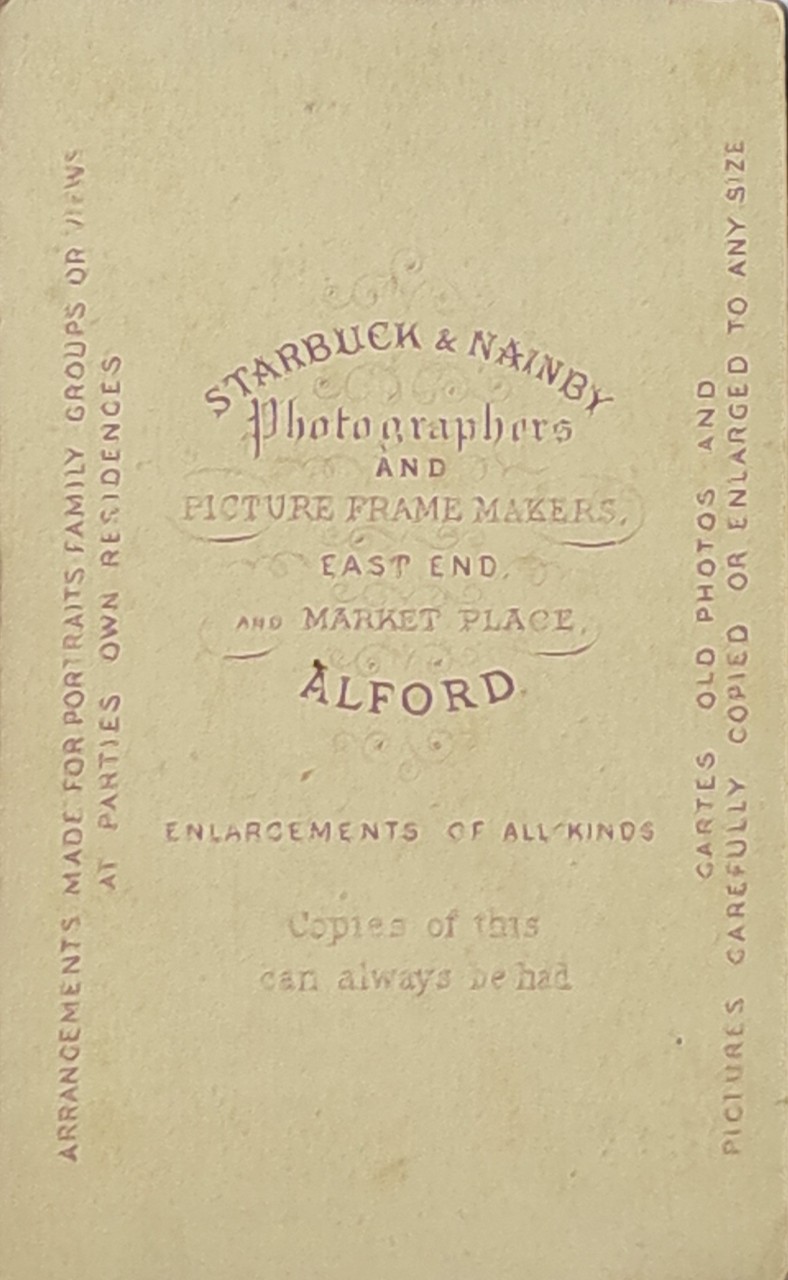 ARRANGEMENTS MADE FOR PORTRAITS FAMILY GROUPS OR VIEWS
AT PARTIES OWN RESIDENCES
STARBUCK & NAINBY
Photographers
AND
PICTURE FRAME MAKERS,
EAST END,
AND MARKET PLACE,
ALFORD.
ENLARGEMENTS OF ALL KINDS
Copies of this
can always be had
CARTES OLD PHOTOS AND
PICTURES CAREFULLY COPIED OR ENLARGED TO ANY SIZE